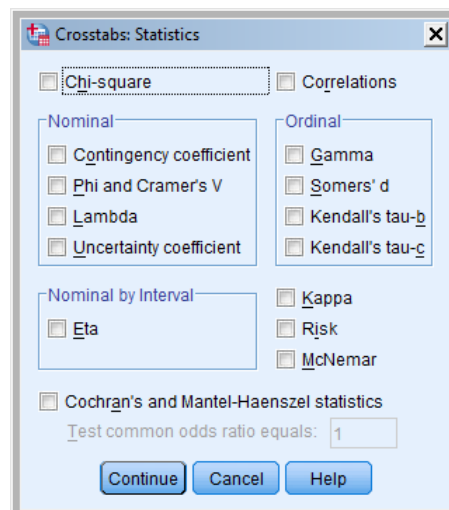 Crosstabs: Statistics
Chi-square
Correlations
Nominal
Contingency coefficient
Phi and Cramer's V
Lambda
Uncertainty coefficient
Ordinal
Gamma
Somers' d
Kendall's tau-b
Kendall's tau-c
Nominal by Interval
Eta
Kappa
Risk
McNemar
Cochran's and Mantel-Haenszel statistics
Test common odds ratio equals: 1
Continue Cancel Help